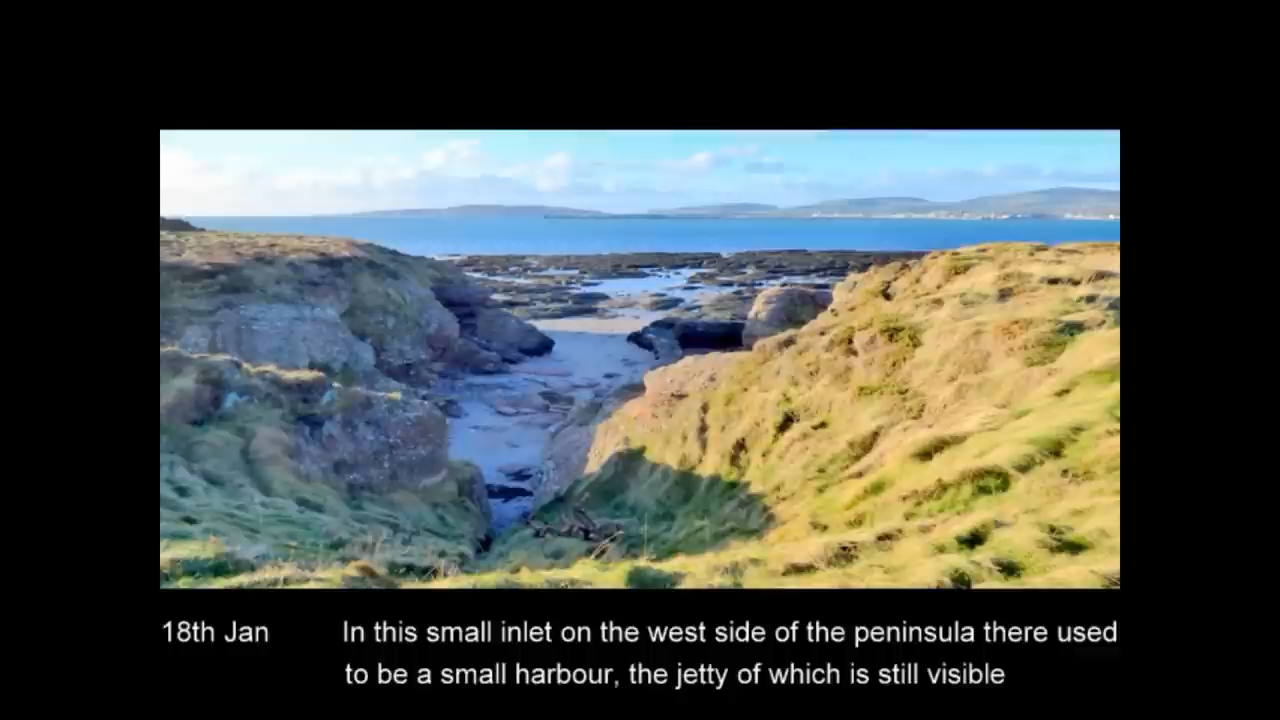 18th Jan In this small inlet on the west side of the peninsula there used
to be a small harbour, the jetty of which is still visible